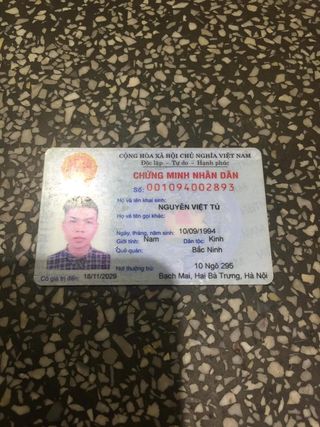 CỘNG HÒA XÃ HỘI CHỦ NGHĨA VIỆT NAM
Độc lập – Tự do – Hạnh phúc
CHỨNG MINH NHÂN DÂN
Số: 001094002893
Họ và tên khai sinh:
NGUYỄN VIỆT TÚ
Họ và tên gọi khác:
Ngày, tháng, năm sinh: 10/09/1994
Giới tính: Nam Dân tộc: Kinh
Quê quán: Bắc Ninh
Nơi thường trú: 10 Ngõ 295
Bạch Mai, Hai Bà Trưng, Hà Nội
Có giá trị đến: 18/11/2029